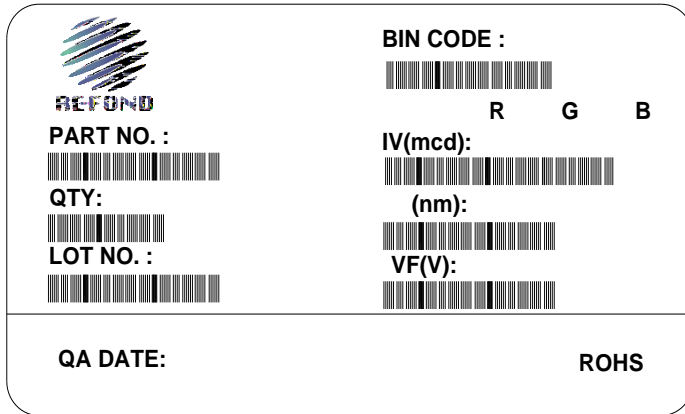 REFOND
BIN CODE :
R G B
PART NO. :
IV(mcd):
QTY:
(nm):
LOT NO. :
VF(V):
QA DATE:
ROHS